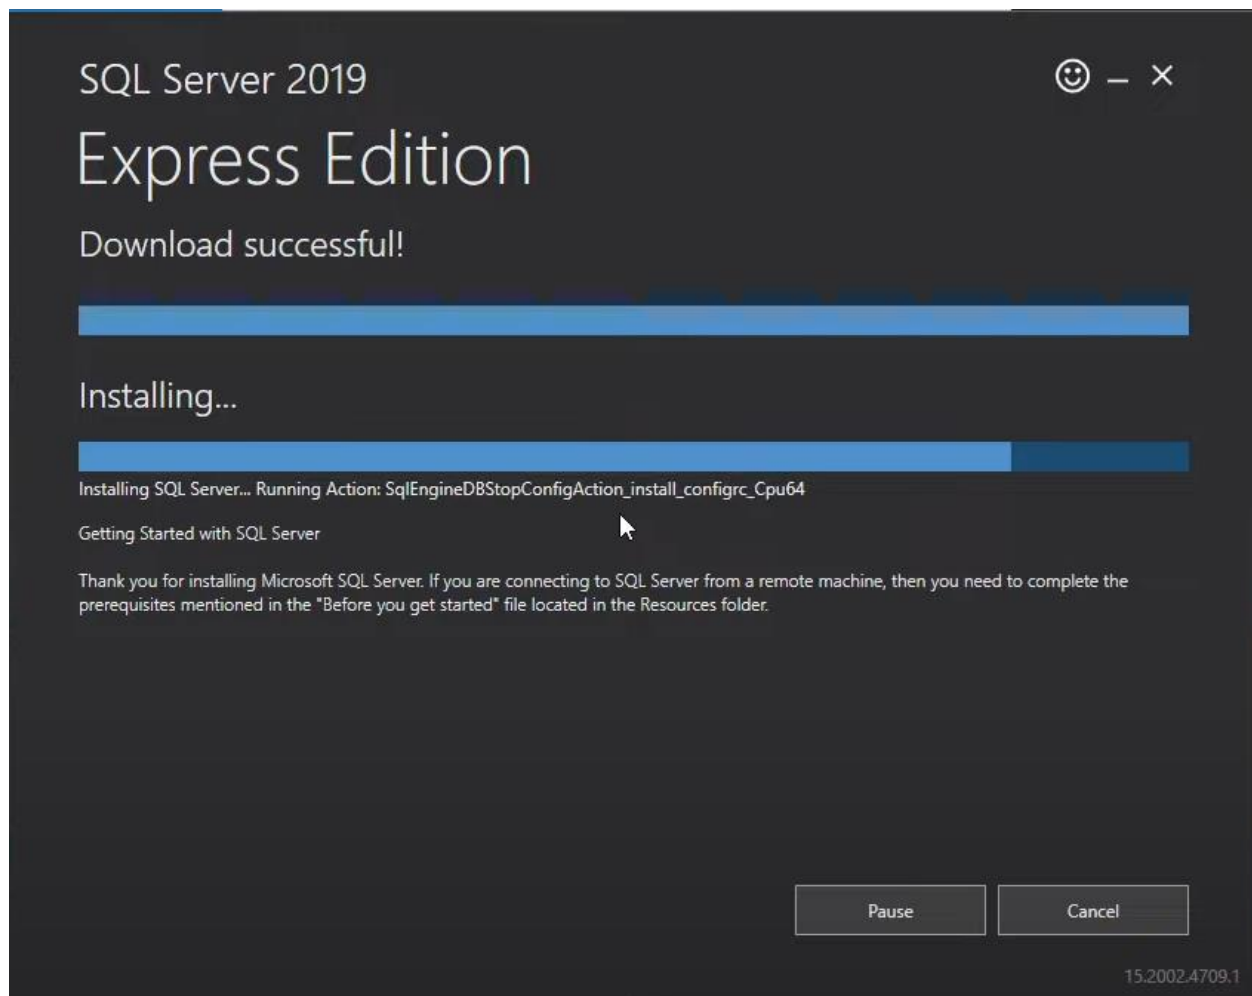 SQL Server 2019
Express Edition
Download successful!
Installing...
Installing SQL Server... Running Action: SqlEngineDBStopConfigAction_install_configrc_Cpu64
Getting Started with SQL Server
Thank you for installing Microsoft SQL Server. If you are connecting to SQL Server from a remote machine, then you need to complete the
prerequisites mentioned in the "Before you get started" file located in the Resources folder.
Pause
Cancel
15.2002.4709.1